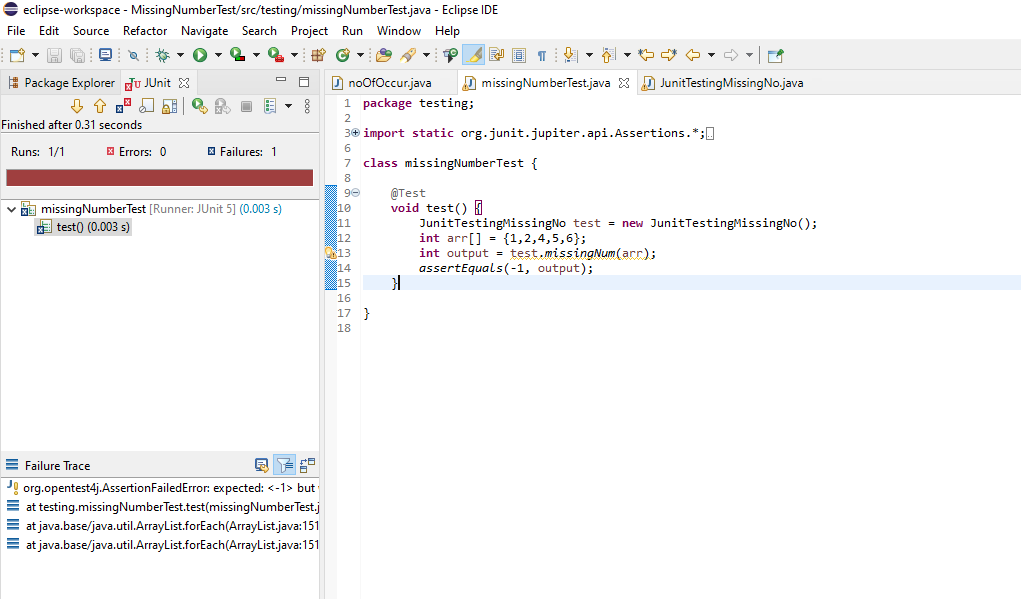 eclipse-workspace - MissingNumberTest/src/testing/missingNumberTest.java - Eclipse IDE
File Edit Source Refactor Navigate Search Project Run Window Help
Package Explorer JUnit
noOfOccur.java missingNumberTest.java JunitTestingMissingNo.java
Finished after 0.31 seconds
Runs: 1/1 Errors: 0 Failures: 1
missingNumberTest [Runner: JUnit 5] (0.003 s)
test() (0.003 s)
Failure Trace
org.opentest4j.AssertionFailedError: expected: <-1> but
at testing.missingNumberTest.test(missingNumberTest.j
at java.base/java.util.ArrayList.forEach(ArrayList.java:151
at java.base/java.util.ArrayList.forEach(ArrayList.java:151
1 package testing;
2
3 import static org.junit.jupiter.api.Assertions.*;
6
7 class missingNumberTest {
8
9 @Test
10 void test() {
11 JunitTestingMissingNo test = new JunitTestingMissingNo();
12 int arr[] = {1,2,4,5,6};
13 int output = test.missingNum(arr);
14 assertEquals(-1, output);
15 }
16
17 }
18